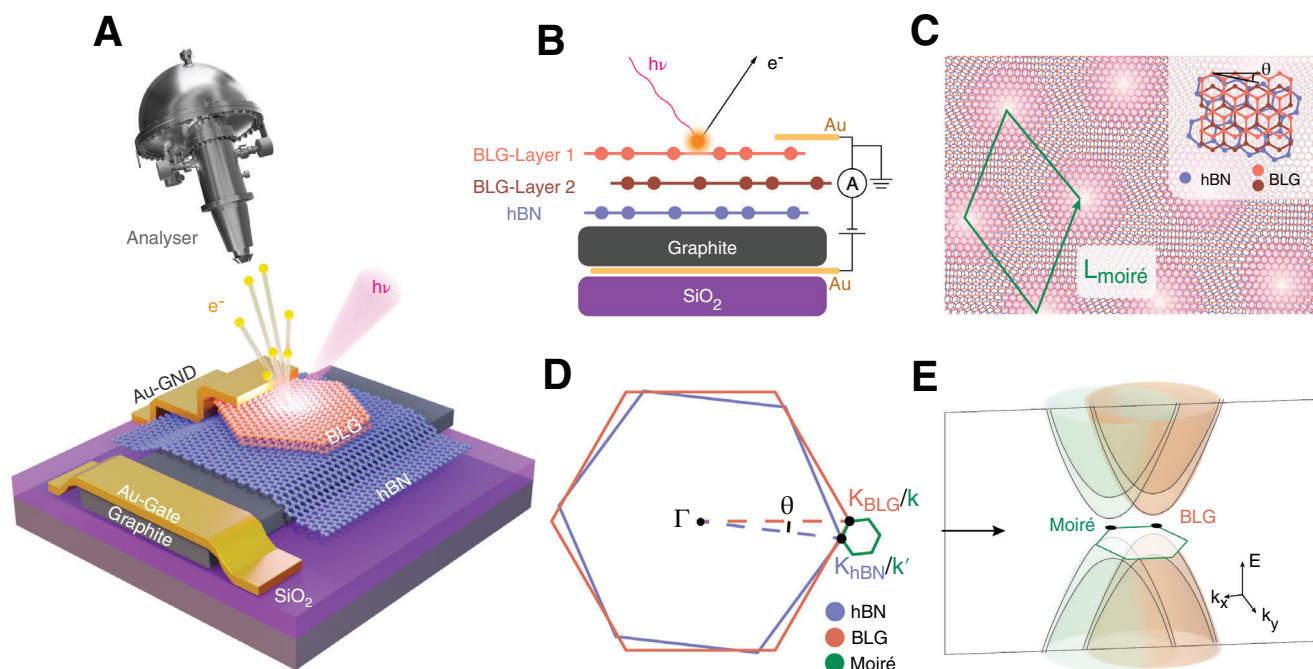 A
Analyser
e-
hν
Au-GND
BLG
hBN
Au-Gate
Graphite
SiO₂
B
hν
e-
Au
BLG-Layer 1
BLG-Layer 2
A
hBN
Graphite
Au
SiO₂
C
θ
hBN
BLG
Lmoiré
D
Γ
θ
KBLG/k
KhBN/k′
hBN
BLG
Moiré
E
Moiré
BLG
E
kx
ky